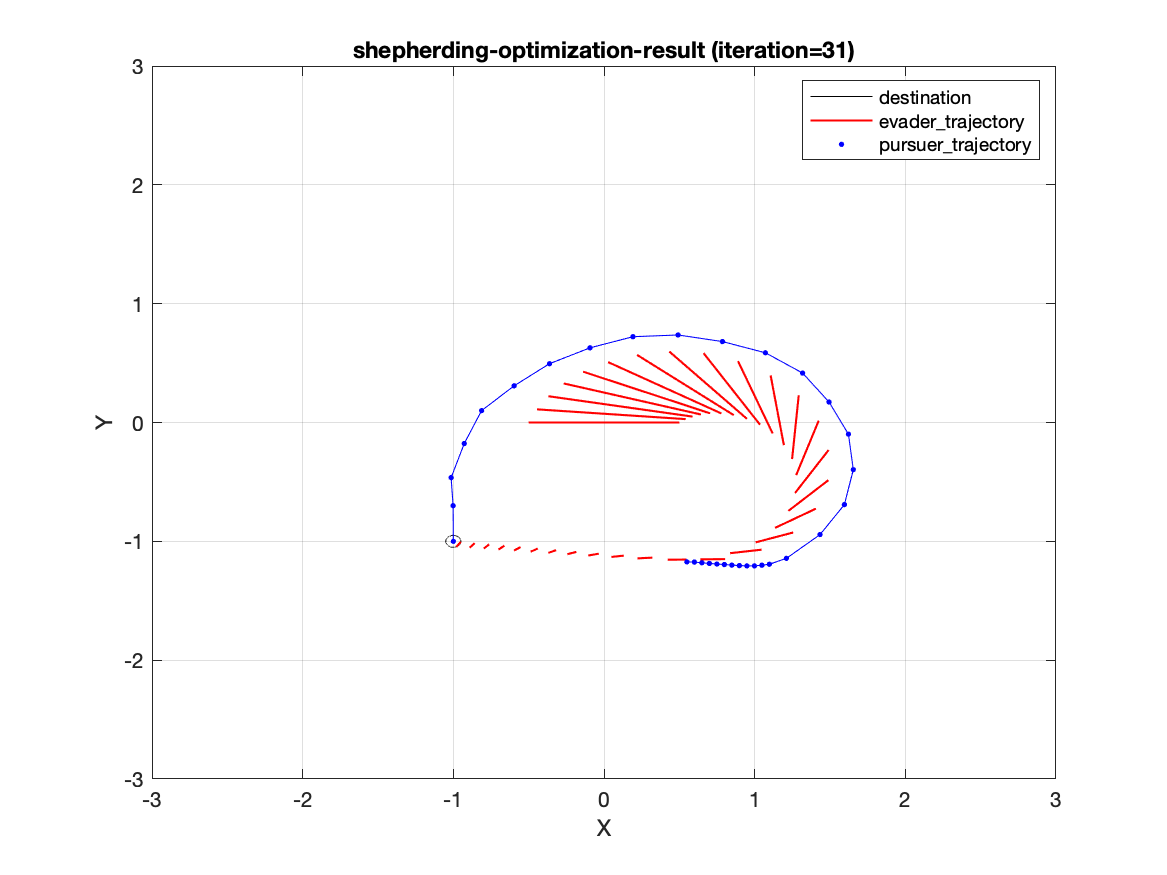 shepherding-optimization-result (iteration=31)
3
destination
evader_trajectory
pursuer_trajectory
2
1
0
Y
-1
-2
-3
-3 -2 -1 0 1 2 3
X